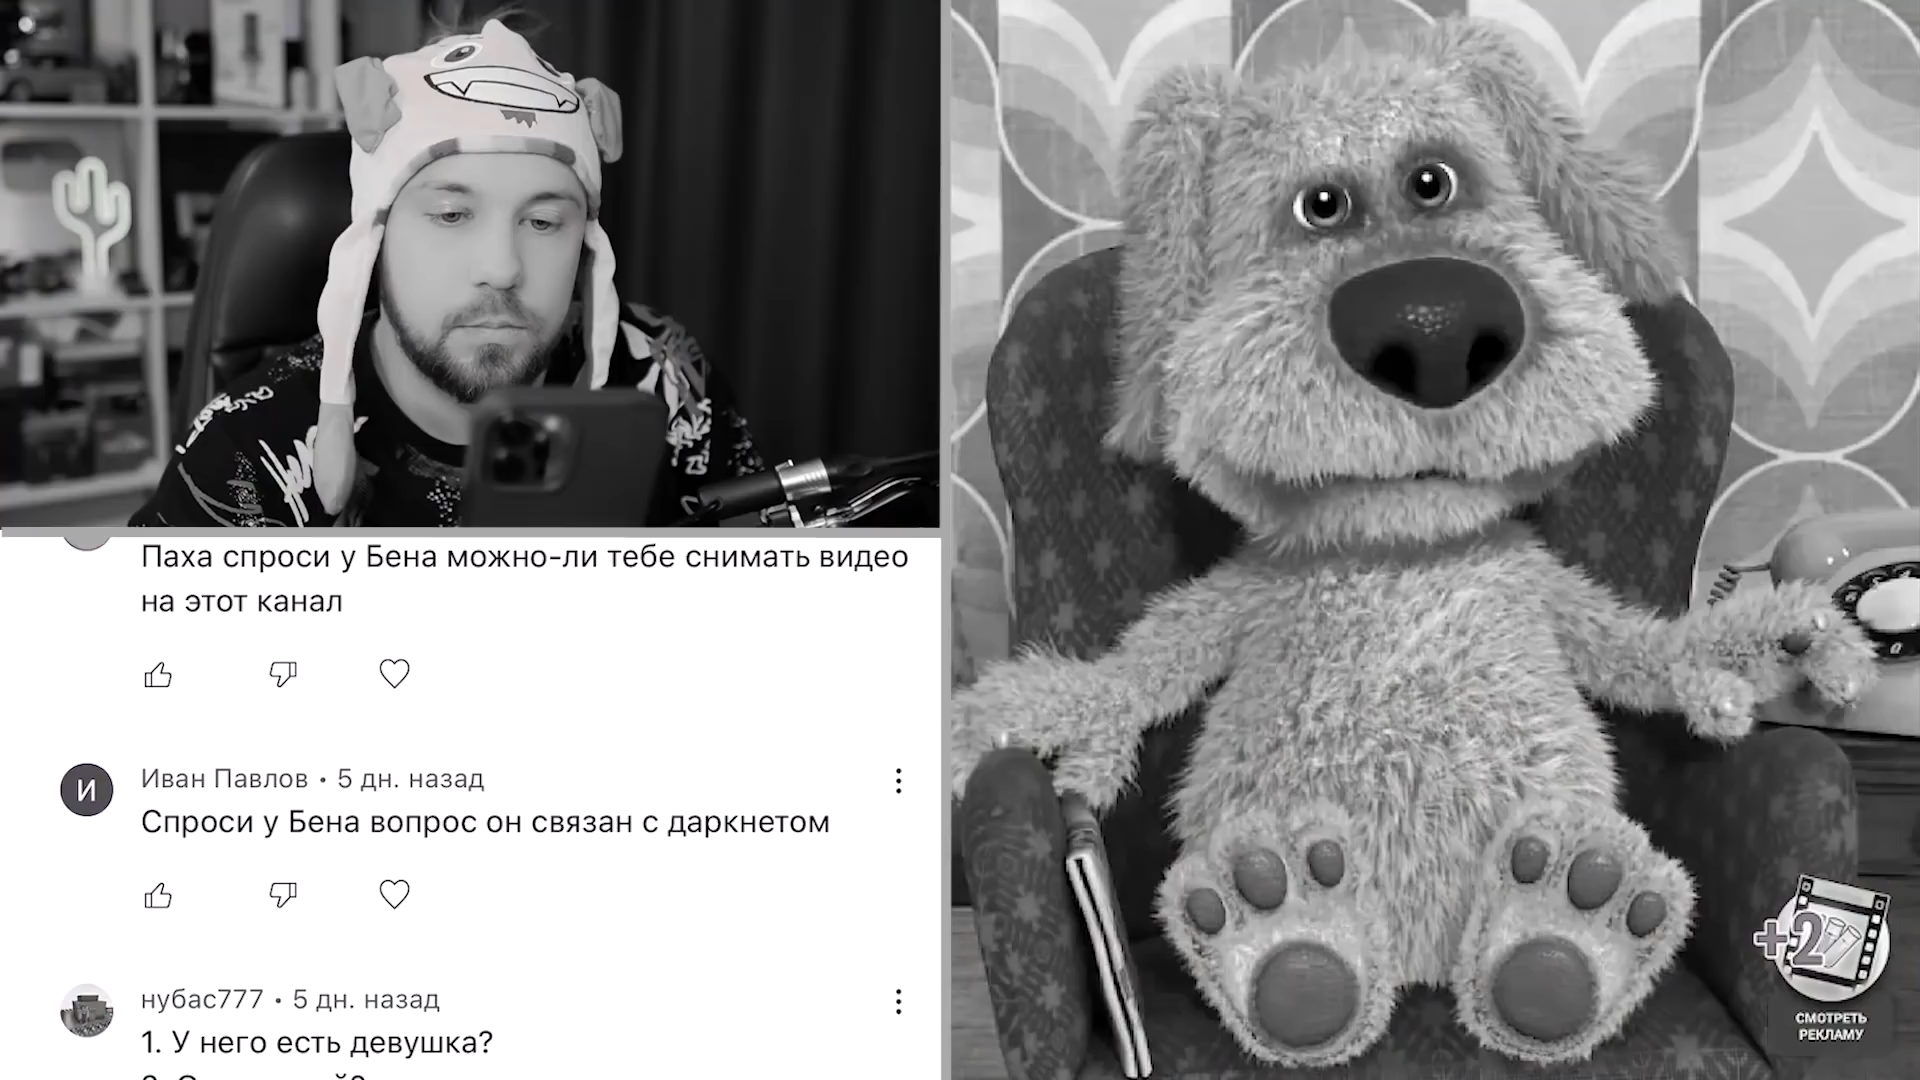 Паха спроси у Бена можно-ли тебе снимать видео
на этот канал
И
Иван Павлов • 5 дн. назад
Спроси у Бена вопрос он связан с даркнетом
нубас777 • 5 дн. назад
1. У него есть девушка?
+2
СМОТРЕТЬ
РЕКЛАМУ